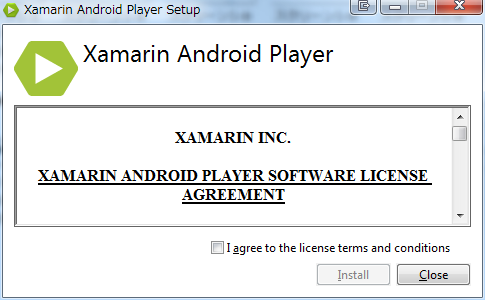 Xamarin Android Player Setup
Xamarin Android Player
XAMARIN INC.
XAMARIN ANDROID PLAYER SOFTWARE LICENSE
AGREEMENT
I agree to the license terms and conditions
Install
Close